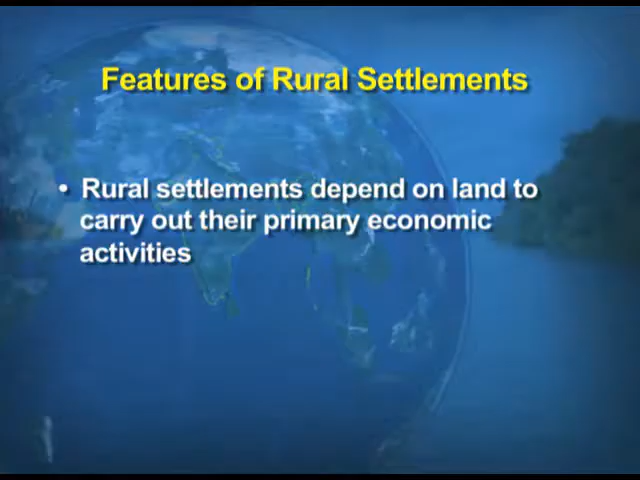 Features of Rural Settlements
• Rural settlements depend on land to
carry out their primary economic
activities